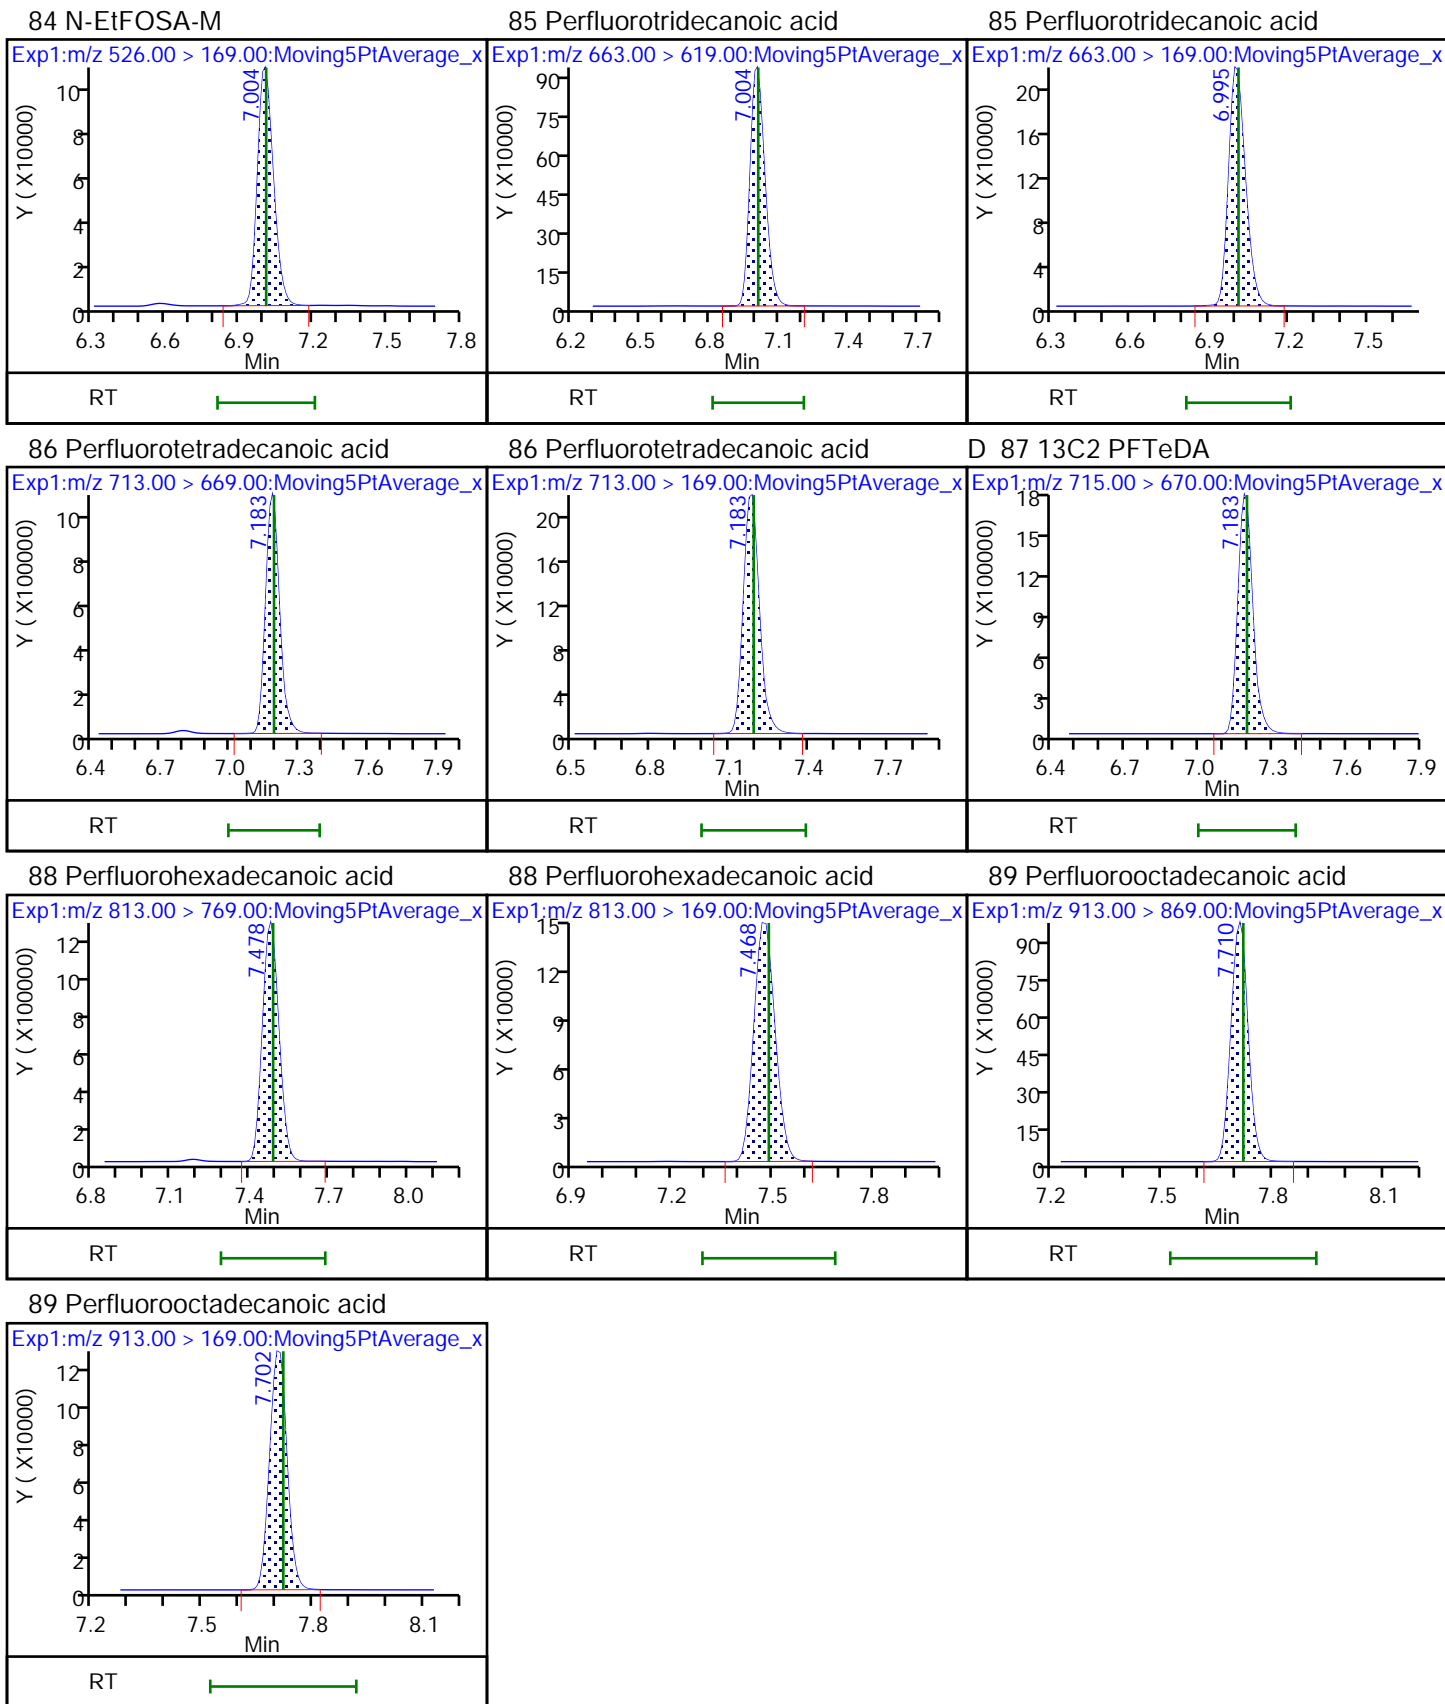 84 N-EtFOSA-M
Exp1:m/z 526.00 > 169.00:Moving5PtAverage_x
7.004
Y ( X10000)
10
8
6
4
2
0
6.3 6.6 6.9 7.2 7.5 7.8
Min
RT
85 Perfluorotridecanoic acid
Exp1:m/z 663.00 > 619.00:Moving5PtAverage_x
7.004
Y ( X10000)
90
75
60
45
30
15
0
6.2 6.5 6.8 7.1 7.4 7.7
Min
RT
85 Perfluorotridecanoic acid
Exp1:m/z 663.00 > 169.00:Moving5PtAverage_x
6.995
Y ( X10000)
20
16
12
8
4
0
6.3 6.6 6.9 7.2 7.5
Min
RT
86 Perfluorotetradecanoic acid
Exp1:m/z 713.00 > 669.00:Moving5PtAverage_x
7.183
Y ( X100000)
10
8
6
4
2
0
6.4 6.7 7.0 7.3 7.6 7.9
Min
RT
86 Perfluorotetradecanoic acid
Exp1:m/z 713.00 > 169.00:Moving5PtAverage_x
7.183
Y ( X10000)
20
16
12
8
4
0
6.5 6.8 7.1 7.4 7.7
Min
RT
D 87 13C2 PFTeDA
Exp1:m/z 715.00 > 670.00:Moving5PtAverage_x
7.183
Y ( X100000)
18
15
12
9
6
3
0
6.4 6.7 7.0 7.3 7.6 7.9
Min
RT
88 Perfluorohexadecanoic acid
Exp1:m/z 813.00 > 769.00:Moving5PtAverage_x
7.478
Y ( X100000)
12
10
8
6
4
2
0
6.8 7.1 7.4 7.7 8.0
Min
RT
88 Perfluorohexadecanoic acid
Exp1:m/z 813.00 > 169.00:Moving5PtAverage_x
7.468
Y ( X10000)
15
12
9
6
3
0
6.9 7.2 7.5 7.8
Min
RT
89 Perfluorooctadecanoic acid
Exp1:m/z 913.00 > 869.00:Moving5PtAverage_x
7.710
Y ( X10000)
90
75
60
45
30
15
0
7.2 7.5 7.8 8.1
Min
RT
89 Perfluorooctadecanoic acid
Exp1:m/z 913.00 > 169.00:Moving5PtAverage_x
7.702
Y ( X10000)
12
10
8
6
4
2
0
7.2 7.5 7.8 8.1
Min
RT